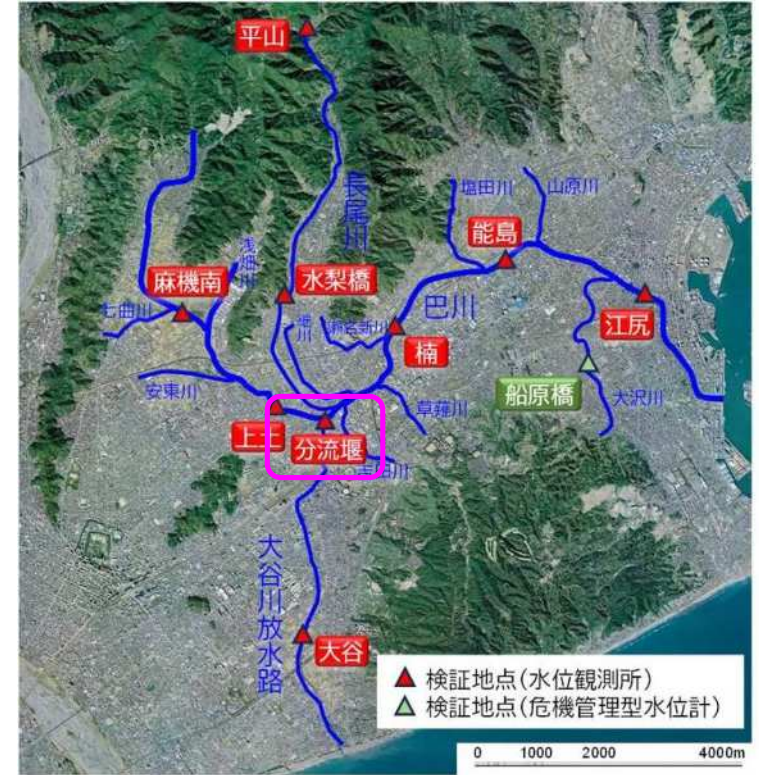 平山
長尾川
塩田川
山原川
能島
浅畑川
麻機南
水梨橋
七曲川
巴川
江尻
楠
安東川
船原橋
大沢川
草薙川
上土
分流堰
吉田川
大谷川放水路
大谷
検証地点(水位観測所)
検証地点(危機管理型水位計)
0 1000 2000 4000m